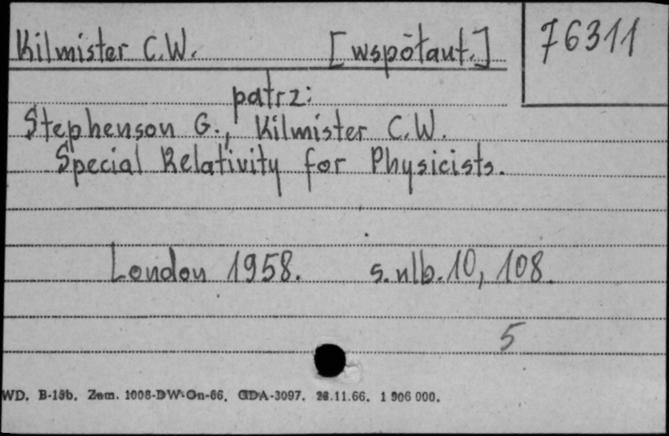 Kilmister C.W. [współaut.] 76311
patrz:
Stephenson G., Kilmister C.W.
Special Relativity for Physicists.
London 1958. s. nlb. 10, 108.
5
WD. B-15b. Zam. 1008-DW-Gn-66. GDA-3097. 28.11.66. 1 906 000.